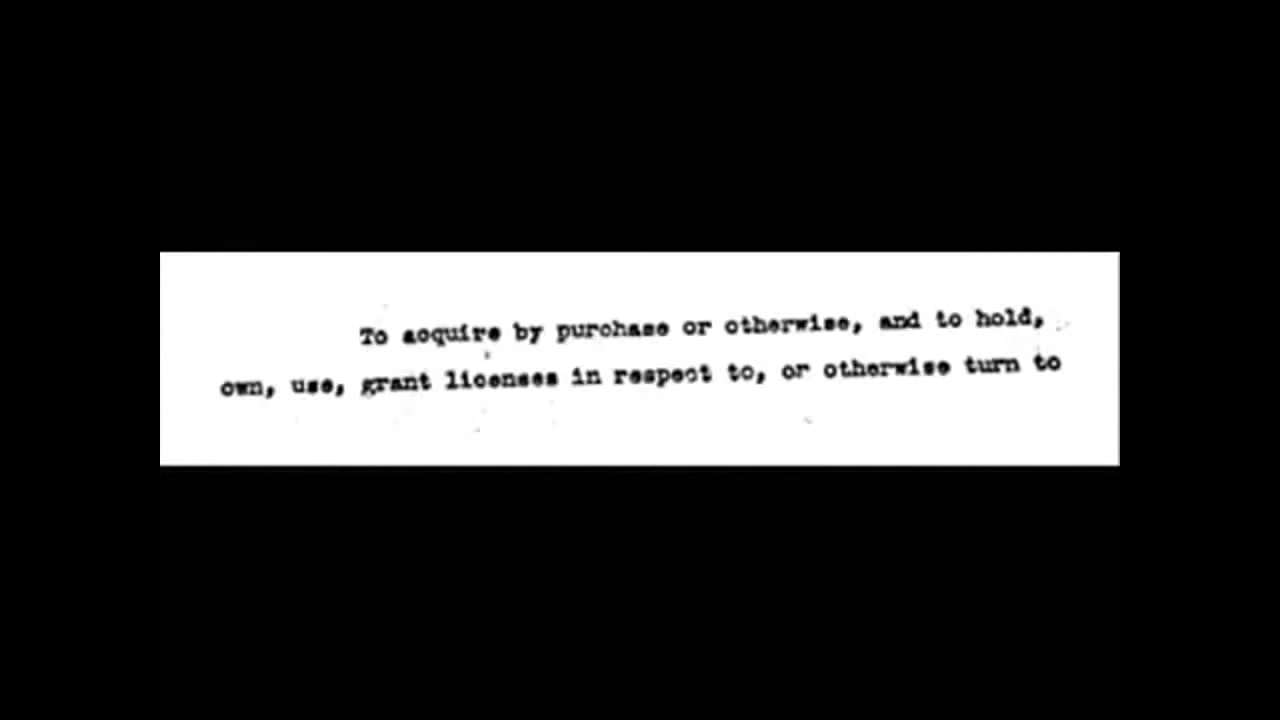 To acquire by purchase or otherwise, and to hold,
own, use, grant licenses in respect to, or otherwise turn to